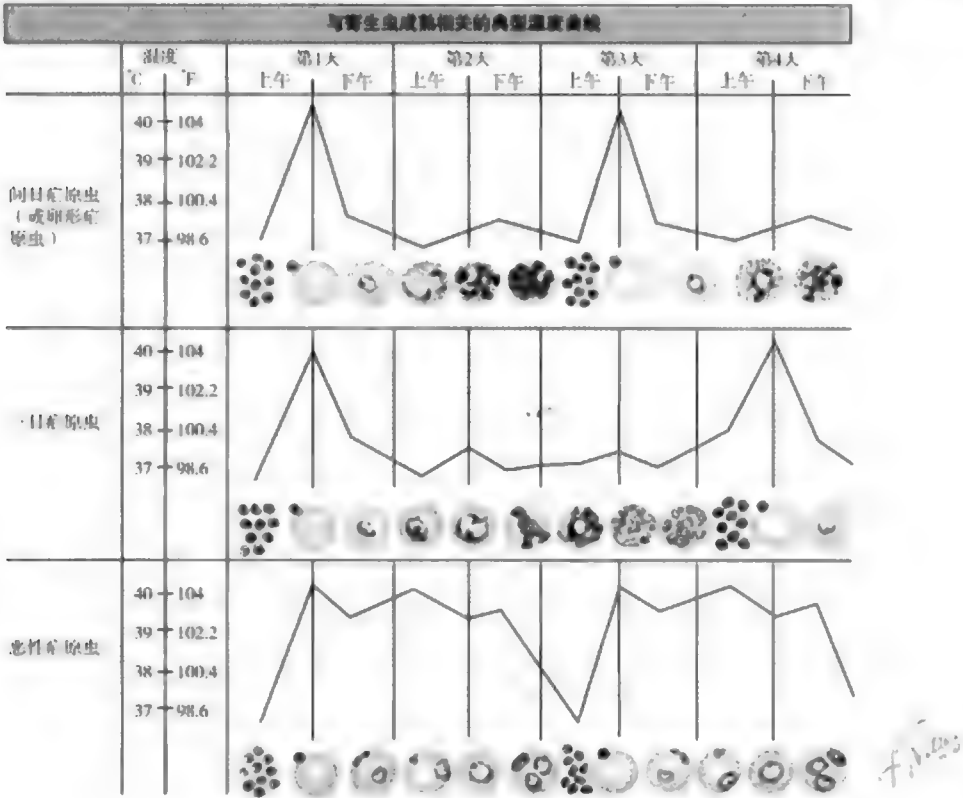 与寄生虫成熟相关的典型温度曲线
温度 第1天 第2天 第3天 第4天
°C °F 上午 下午 上午 下午 上午 下午 上午 下午
间日疟原虫
(或卵形疟
原虫)
40 104
39 102.2
38 100.4
37 98.6
日疟原虫
40 104
39 102.2
38 100.4
37 98.6
恶性疟原虫
40 104
39 102.2
38 100.4
37 98.6